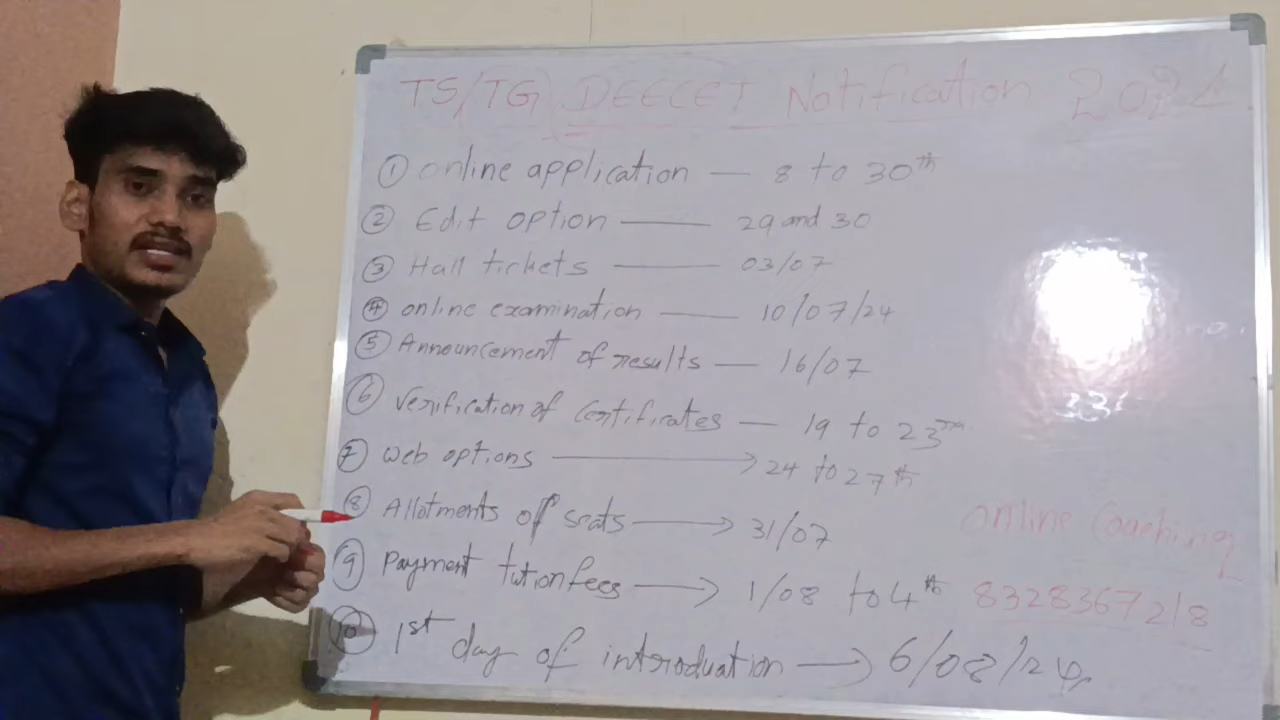 TS/TG DEECET Notification 2024
① online application — 8 to 30th
② Edit option — 29 and 30
③ Hall tickets — 03/07
④ online examination — 10/07/24
⑤ Announcement of results — 16/07
⑥ verification of certificates — 19 to 23rd
⑦ web options → 24 to 27th
⑧ Allotments of seats → 31/07
⑨ payment tution fees → 1/08 to 4th
⑩ 1st day of introduation → 6/08/24
online coaching
8328367218